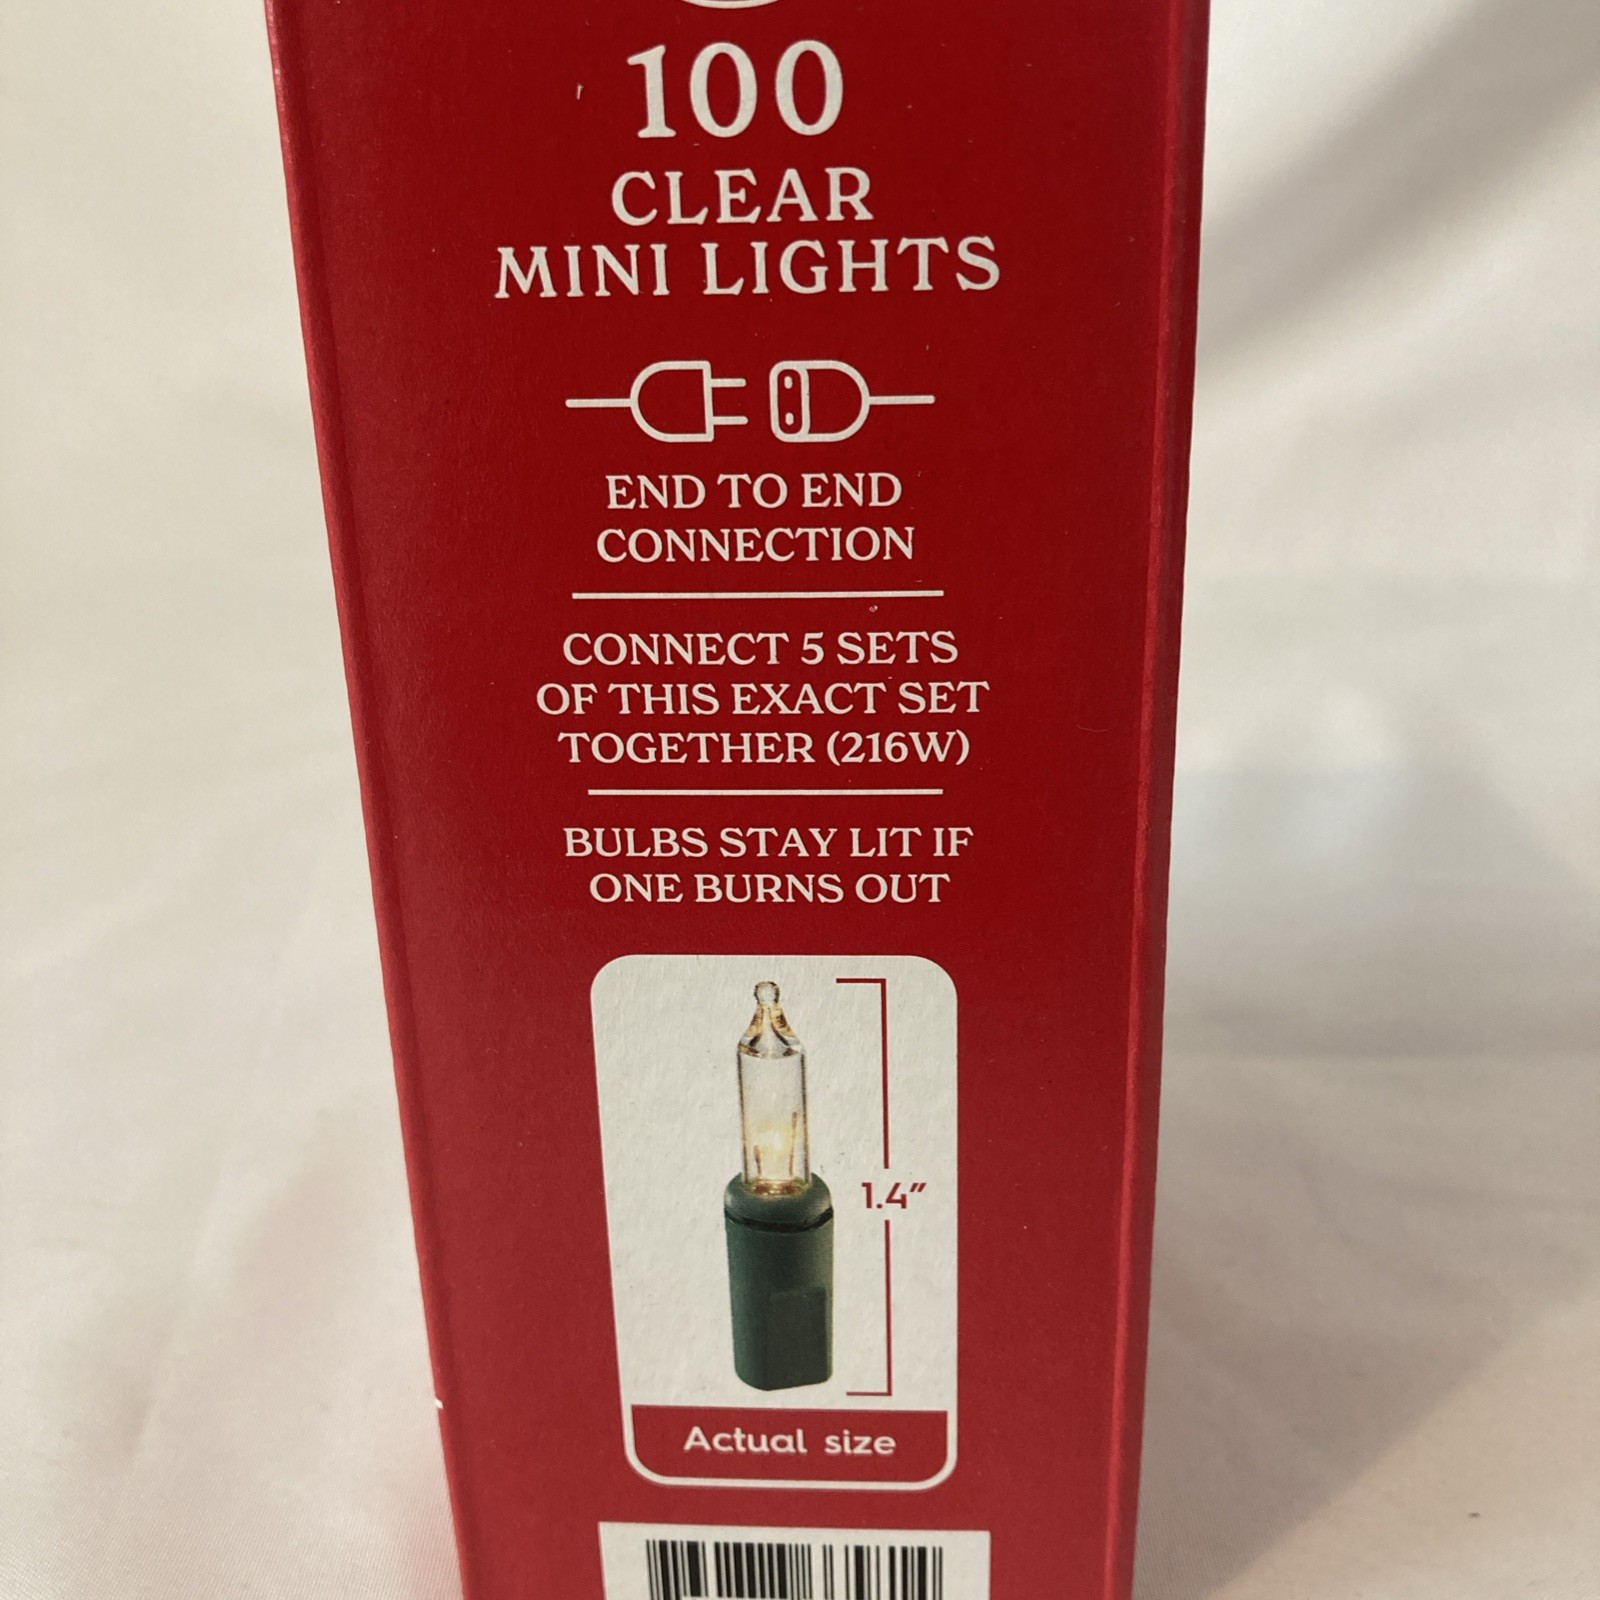 100
CLEAR
MINI LIGHTS
END TO END
CONNECTION
CONNECT 5 SETS
OF THIS EXACT SET
TOGETHER (216W)
BULBS STAY LIT IF
ONE BURNS OUT
1.4″
Actual size